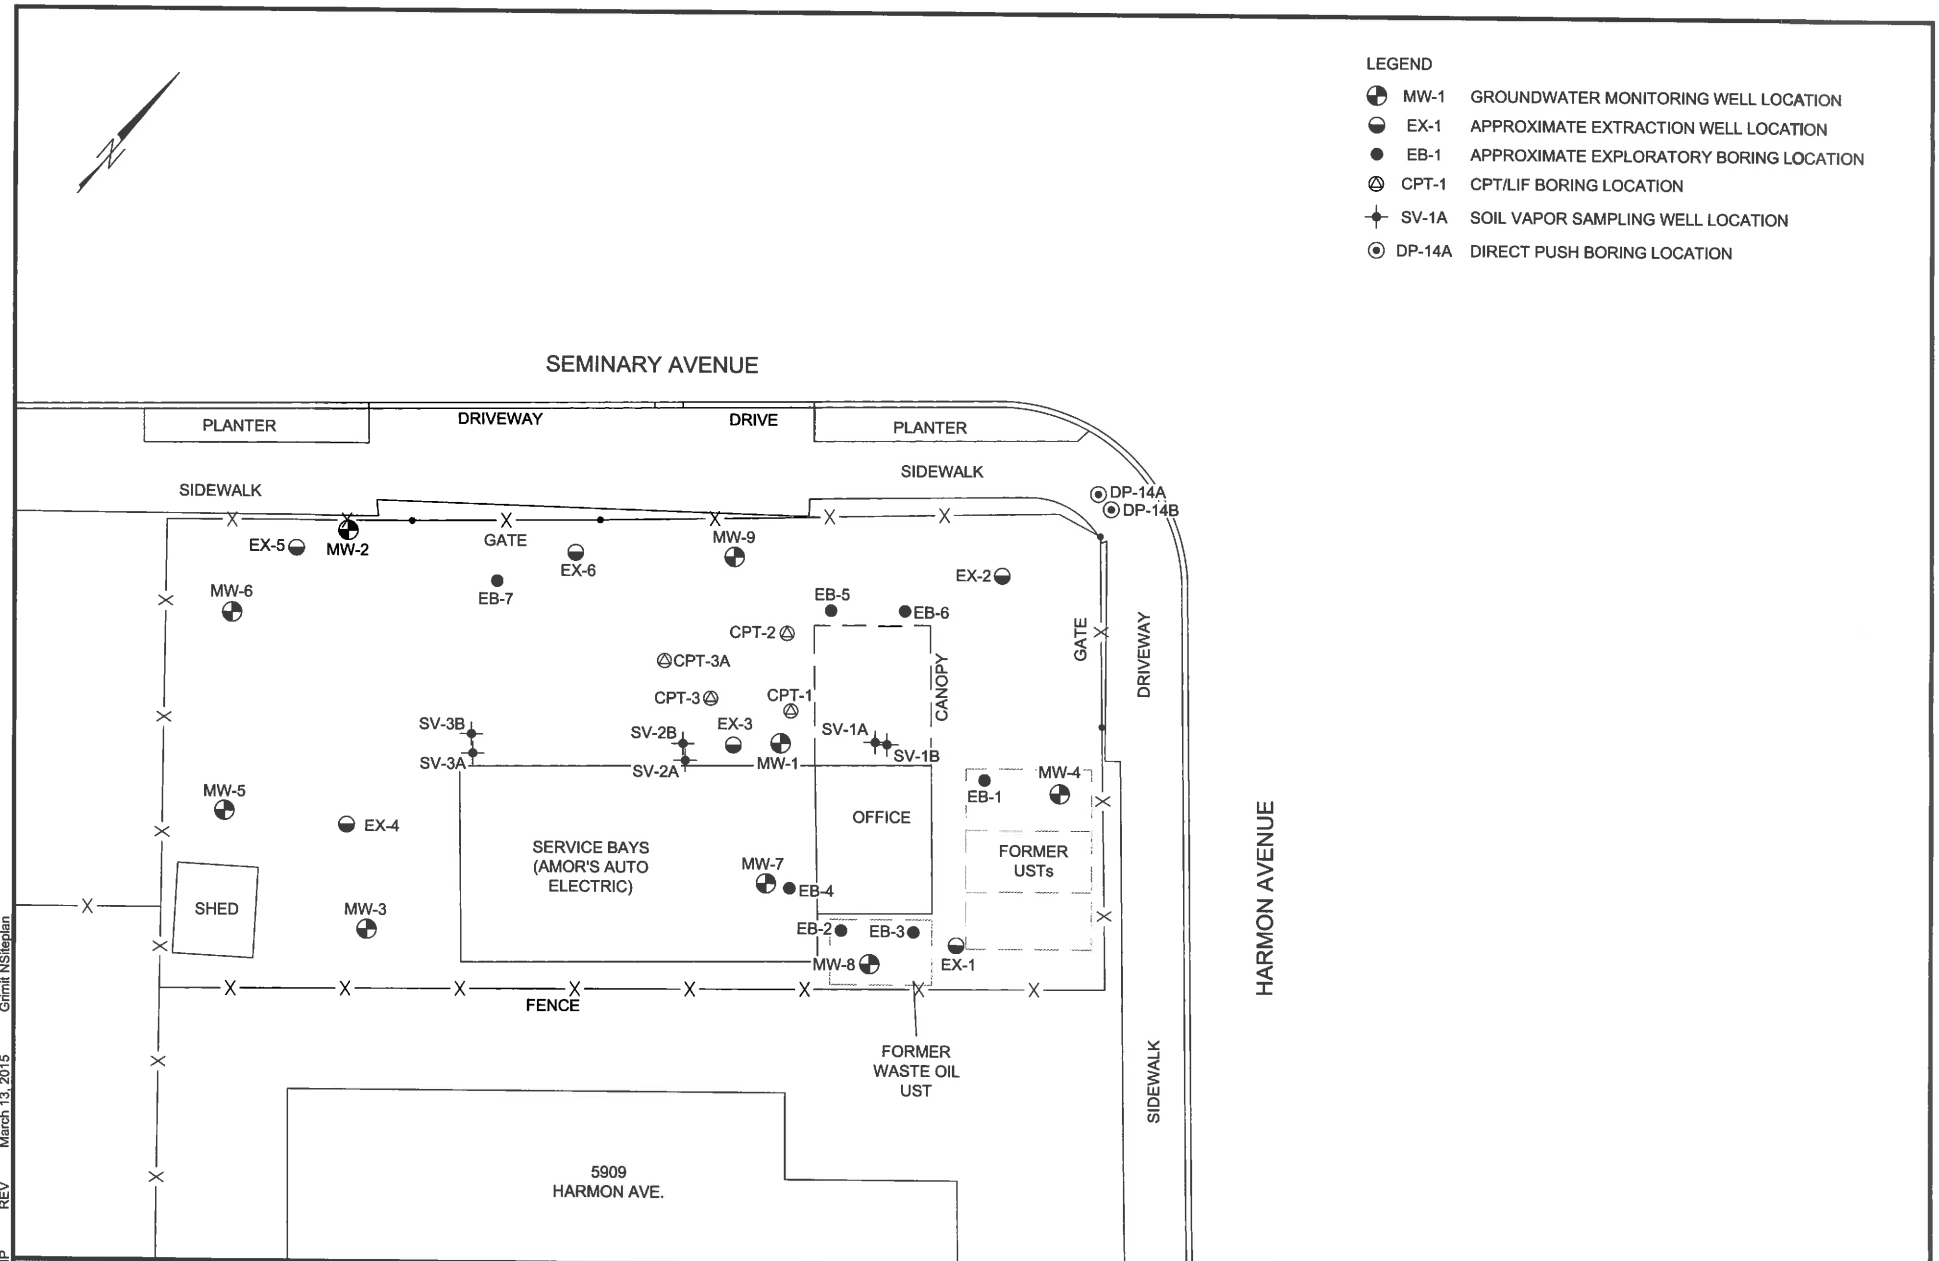 LEGEND
MW-1 GROUNDWATER MONITORING WELL LOCATION
EX-1 APPROXIMATE EXTRACTION WELL LOCATION
EB-1 APPROXIMATE EXPLORATORY BORING LOCATION
CPT-1 CPT/LIF BORING LOCATION
SV-1A SOIL VAPOR SAMPLING WELL LOCATION
DP-14A DIRECT PUSH BORING LOCATION
N
SEMINARY AVENUE
PLANTER
DRIVEWAY
DRIVE
PLANTER
SIDEWALK
SIDEWALK
DP-14A
DP-14B
EX-5
MW-2
GATE
MW-9
EX-6
EX-2
MW-6
EB-7
EB-5
EB-6
CPT-2
GATE
DRIVEWAY
CPT-3A
CANOPY
CPT-3
CPT-1
SV-3B
SV-2B
EX-3
SV-1A
SV-1B
SV-3A
SV-2A
MW-1
MW-4
EB-1
MW-5
EX-4
OFFICE
SERVICE BAYS
(AMOR'S AUTO
ELECTRIC)
FORMER
USTs
MW-7
EB-4
HARMON AVENUE
SHED
MW-3
EB-2
EB-3
MW-8
EX-1
FENCE
FORMER
WASTE OIL
UST
SIDEWALK
5909
HARMON AVE.
REV March 13, 2015 Grimit NSiteplan